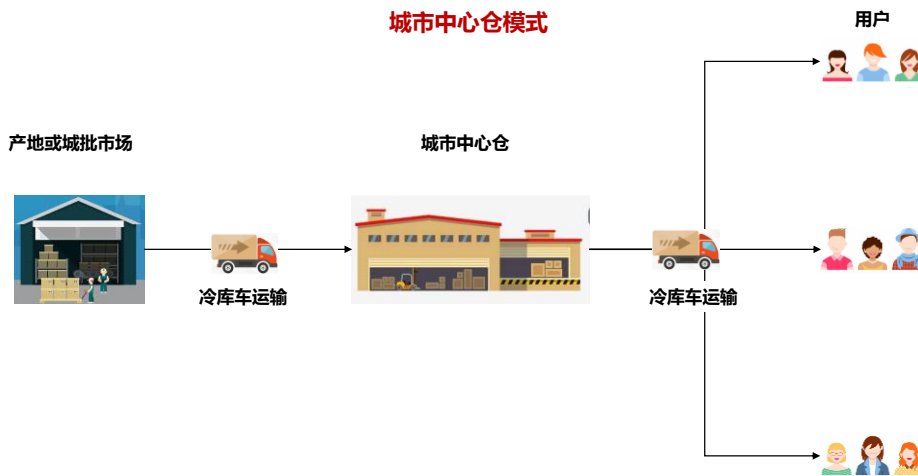 城市中心仓模式
用户
产地或城批市场
城市中心仓
冷库车运输
冷库车运输